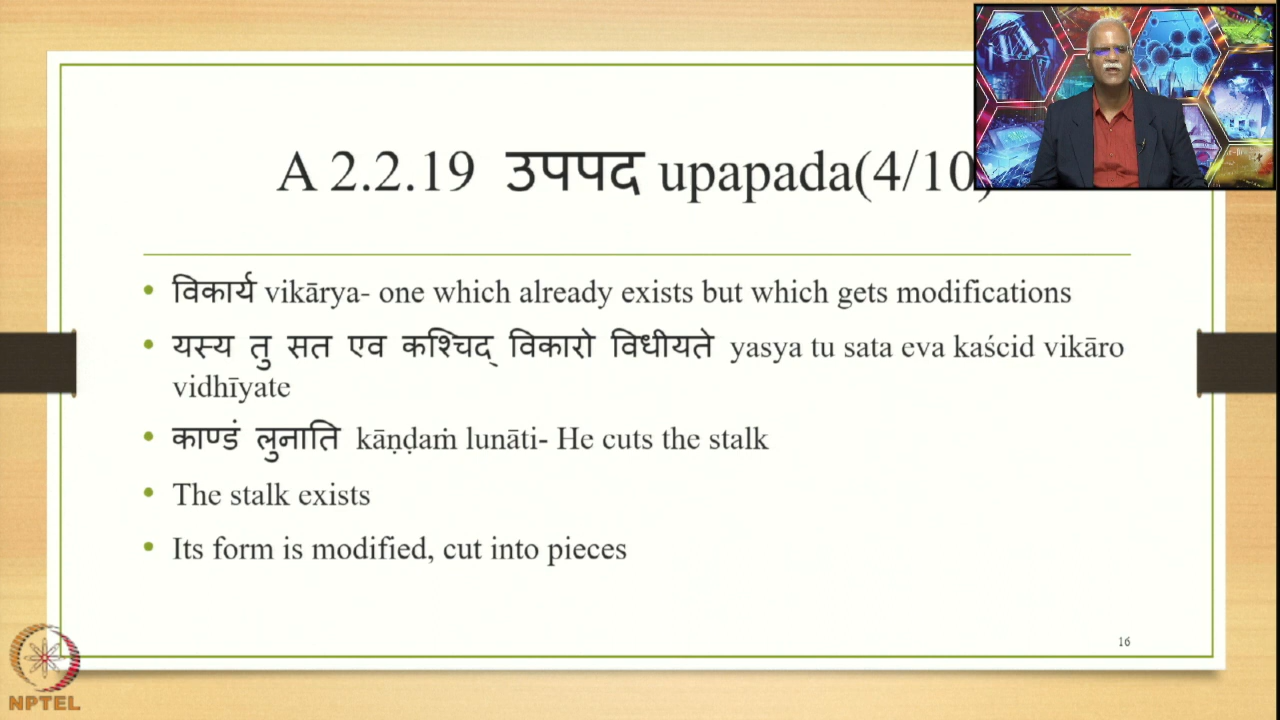 A 2.2.19 उपपद upapada(4/10)
• विकार्य vikārya- one which already exists but which gets modifications
• यस्य तु सत एव कश्चिद् विकारो विधीयते yasya tu sata eva kaścid vikāro
vidhīyate
• काण्डं लुनाति kāṇḍaṁ lunāti- He cuts the stalk
• The stalk exists
• Its form is modified, cut into pieces
16
NPTEL